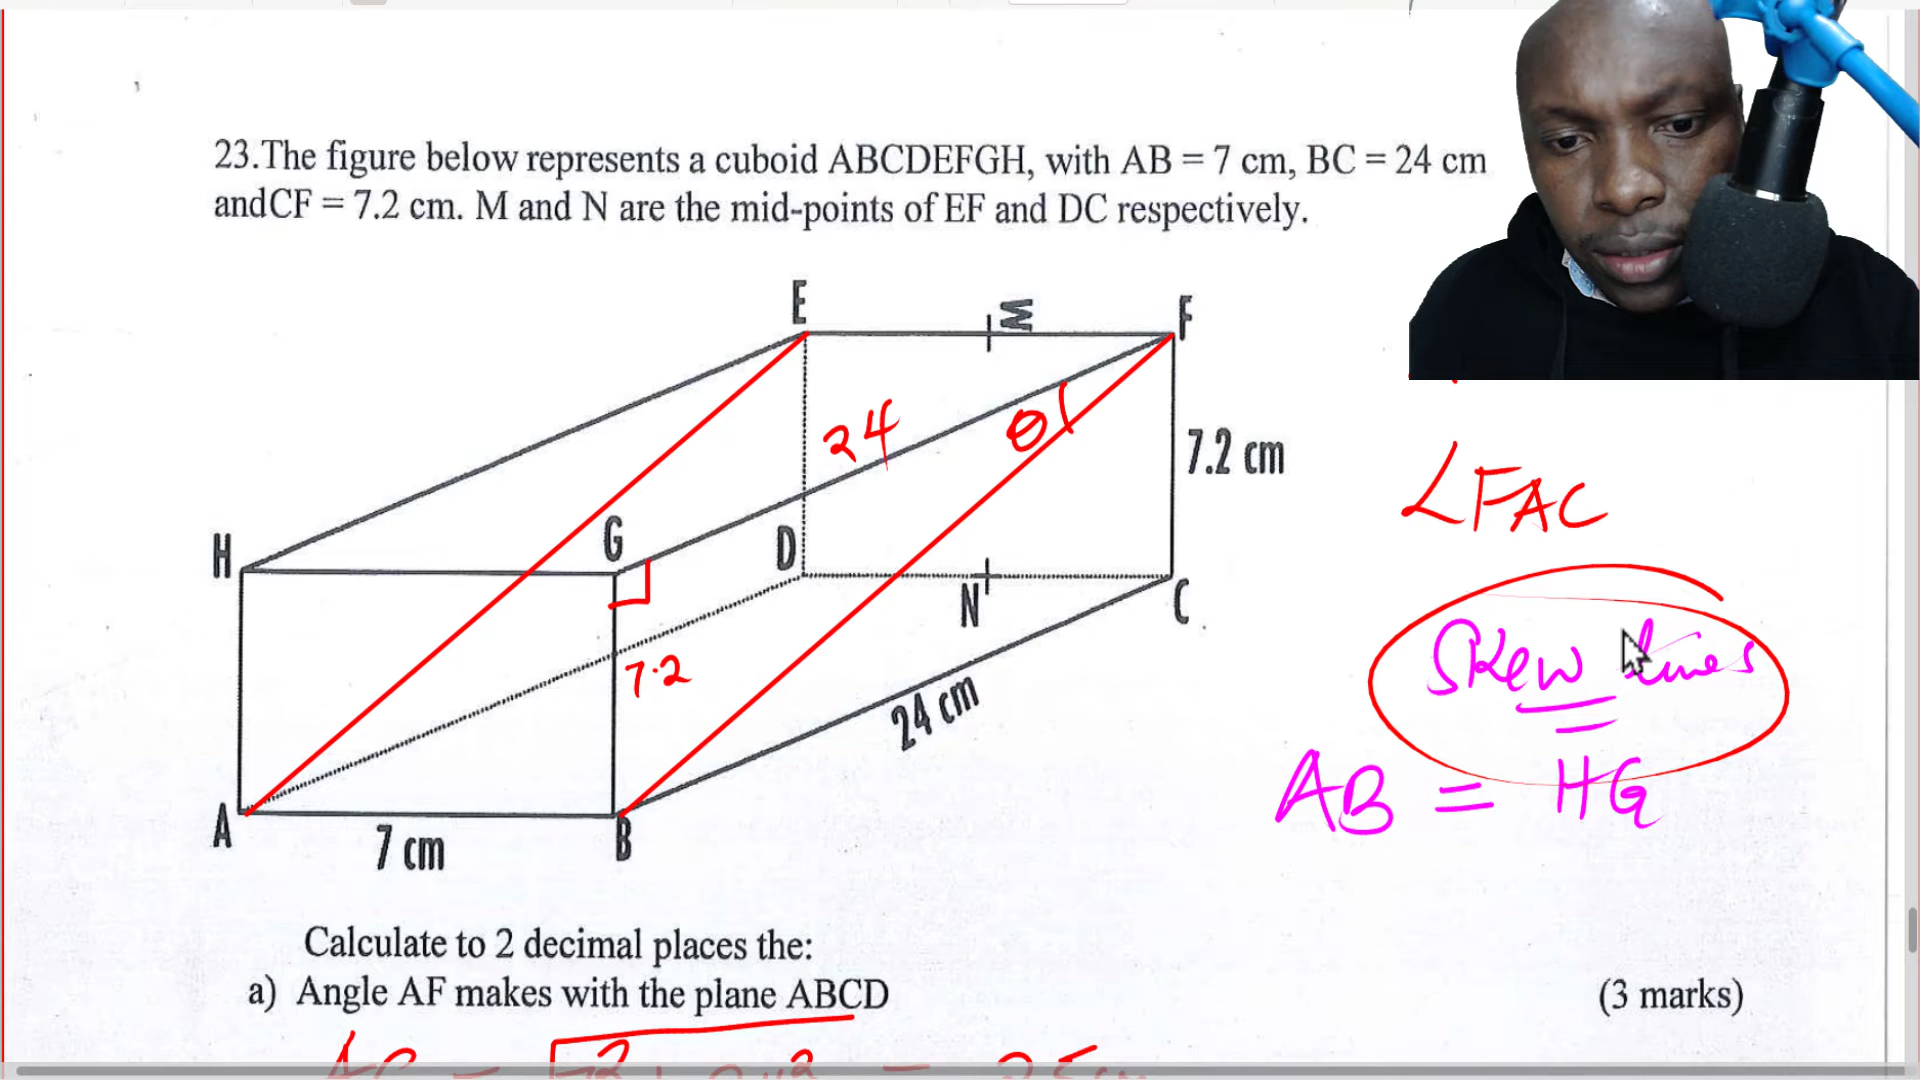 23.The figure below represents a cuboid ABCDEFGH, with AB = 7 cm, BC = 24 cm
andCF = 7.2 cm. M and N are the mid-points of EF and DC respectively.
E
M
F
24
θ
7.2 cm
∠FAC
H
G
D
N
C
Skew lines
7.2
24 cm
AB = HG
A
7 cm
B
Calculate to 2 decimal places the:
a) Angle AF makes with the plane ABCD
(3 marks)